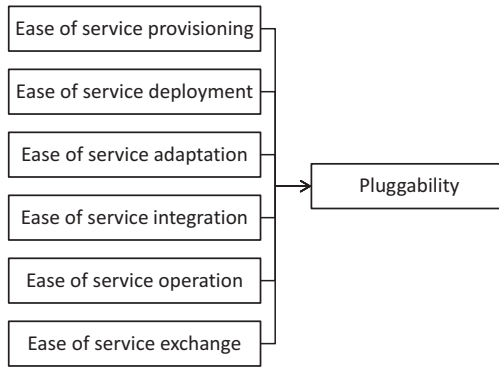 Ease of service provisioning
Ease of service deployment
Ease of service adaptation
Pluggability
Ease of service integration
Ease of service operation
Ease of service exchange